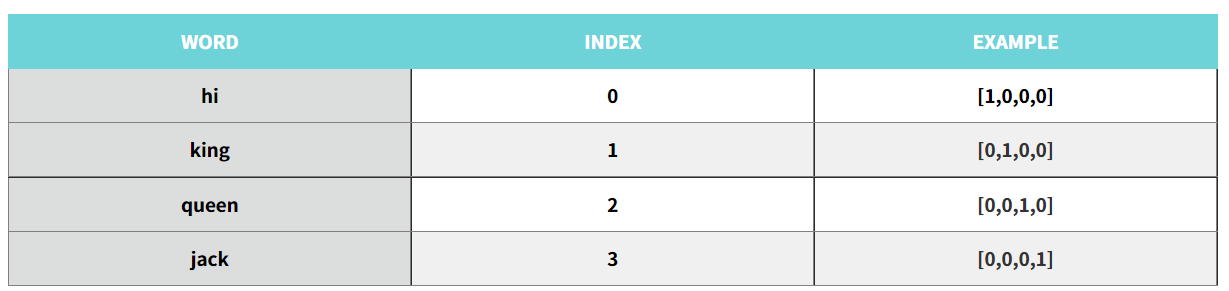 WORD INDEX EXAMPLE
hi 0 [1,0,0,0]
king 1 [0,1,0,0]
queen 2 [0,0,1,0]
jack 3 [0,0,0,1]